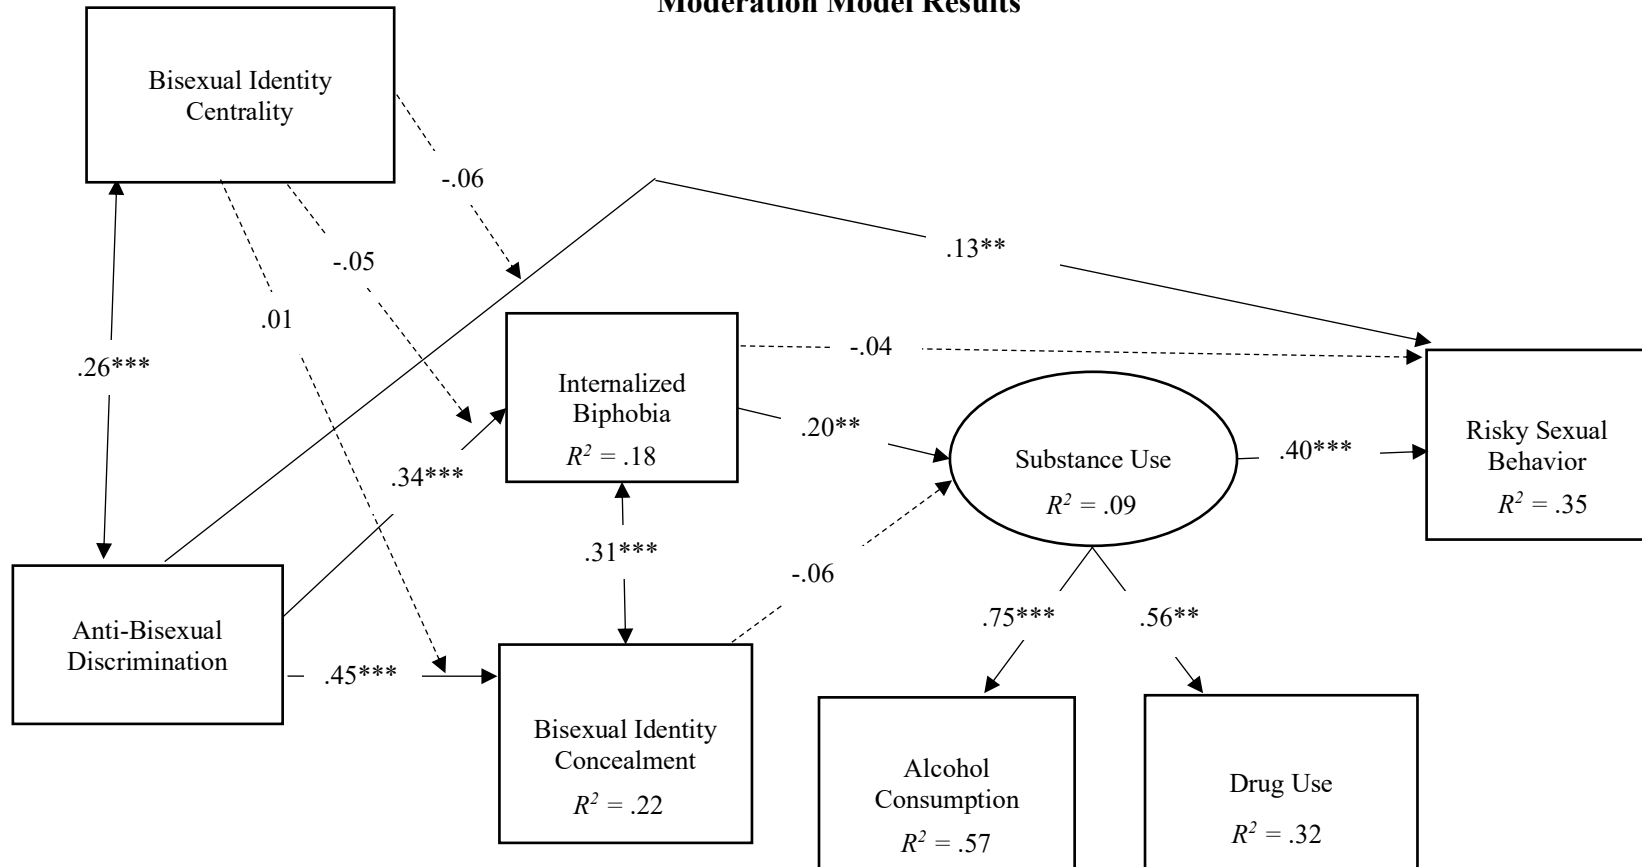 Moderation Model Results
Bisexual Identity
Centrality
-.06
.13**
-.05
.01
.26***
-.04
Internalized
Biphobia
R² = .18
.20**
Substance Use
R² = .09
.40***
Risky Sexual
Behavior
R² = .35
.34***
.31***
-.06
.75***
.56**
Anti-Bisexual
Discrimination
.45***
Bisexual Identity
Concealment
R² = .22
Alcohol
Consumption
R² = .57
Drug Use
R² = .32